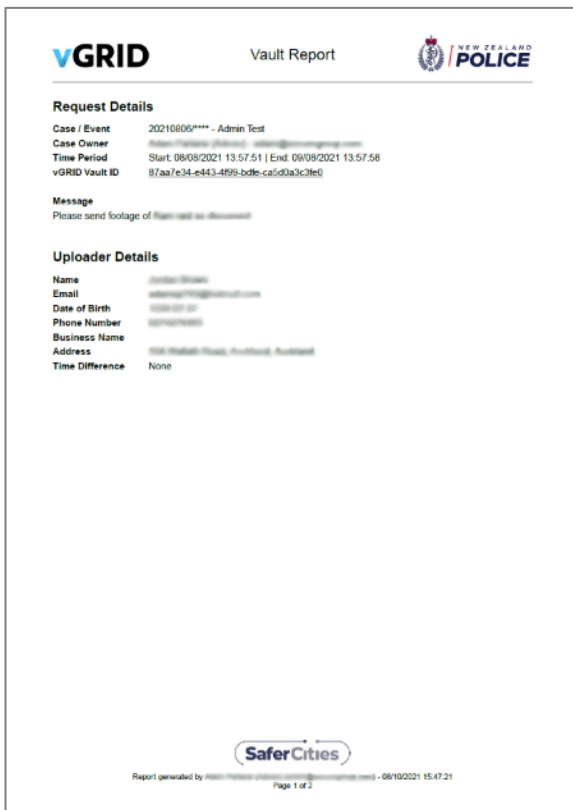 vGRID
Vault Report
NEW ZEALAND
POLICE
Request Details
Case / Event 20210806/**** - Admin Test
Case Owner
Time Period Start: 08/08/2021 13:57:51 | End: 09/08/2021 13:57:58
vGRID Vault ID 87aa7e34-e443-4f99-bdfe-ca5d0a3c3fe0
Message
Please send footage of
Uploader Details
Name
Email
Date of Birth
Phone Number
Business Name
Address
Time Difference None
SaferCities
Report generated by - 08/10/2021 15:47:21
Page 1 of 2